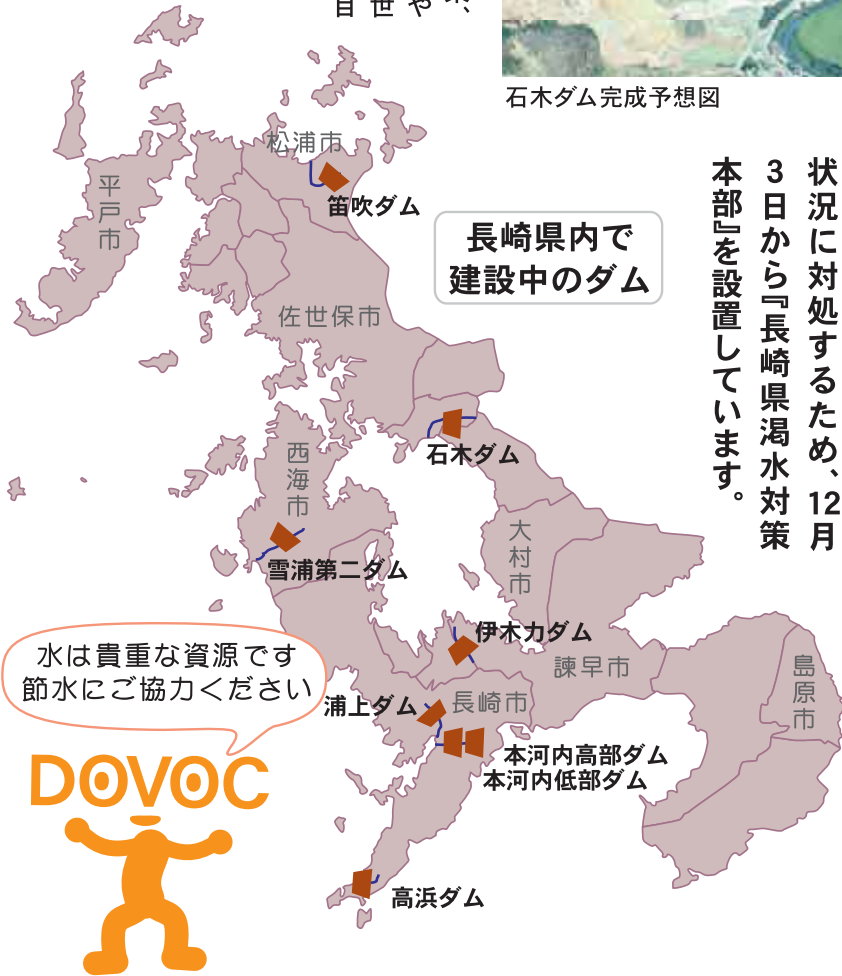 石木ダム完成予想図
状況に対処するため、12月
3日から『長崎県渇水対策
本部』を設置しています。
長崎県内で
建設中のダム
松浦市
平戸市
笛吹ダム
佐世保市
石木ダム
西海市
大村市
雪浦第二ダム
伊木力ダム
諫早市
島原市
長崎市
浦上ダム
本河内高部ダム
本河内低部ダム
高浜ダム
水は貴重な資源です
節水にご協力ください
DOVOC